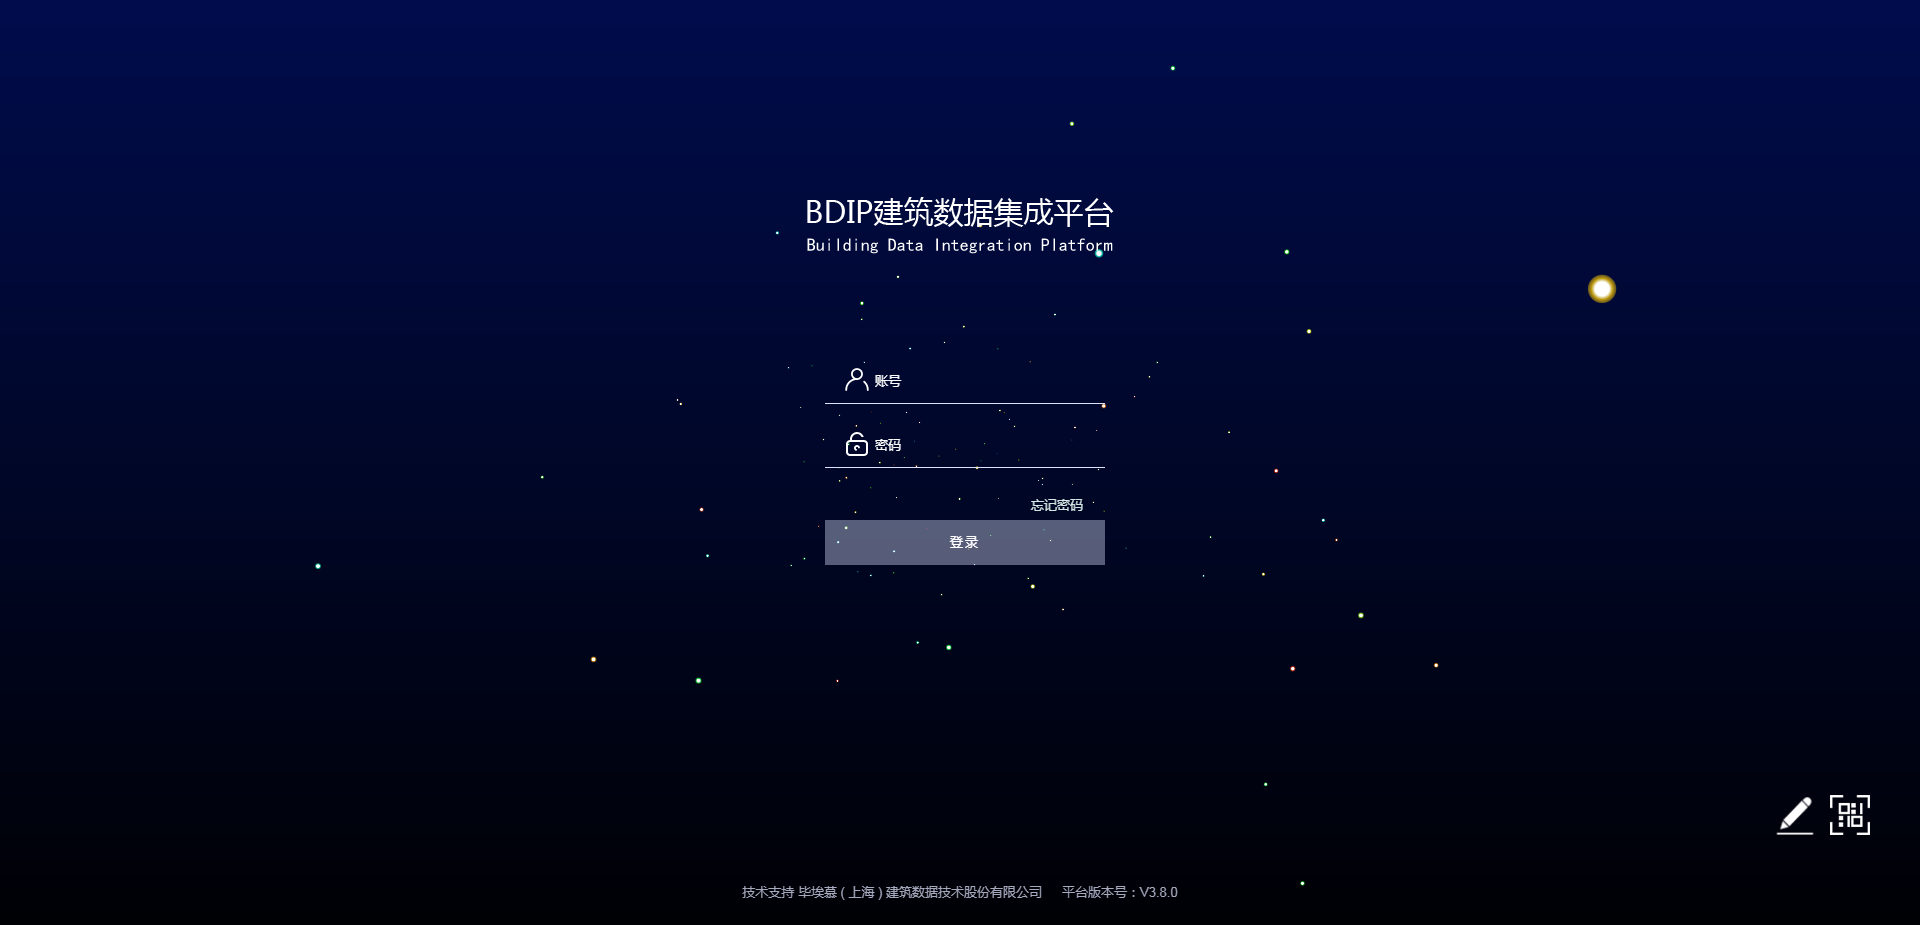 BDIP建筑数据集成平台
Building Data Integration Platform
账号
密码
忘记密码
登录
技术支持 毕埃慕 ( 上海 ) 建筑数据技术股份有限公司 平台版本号：V3.8.0